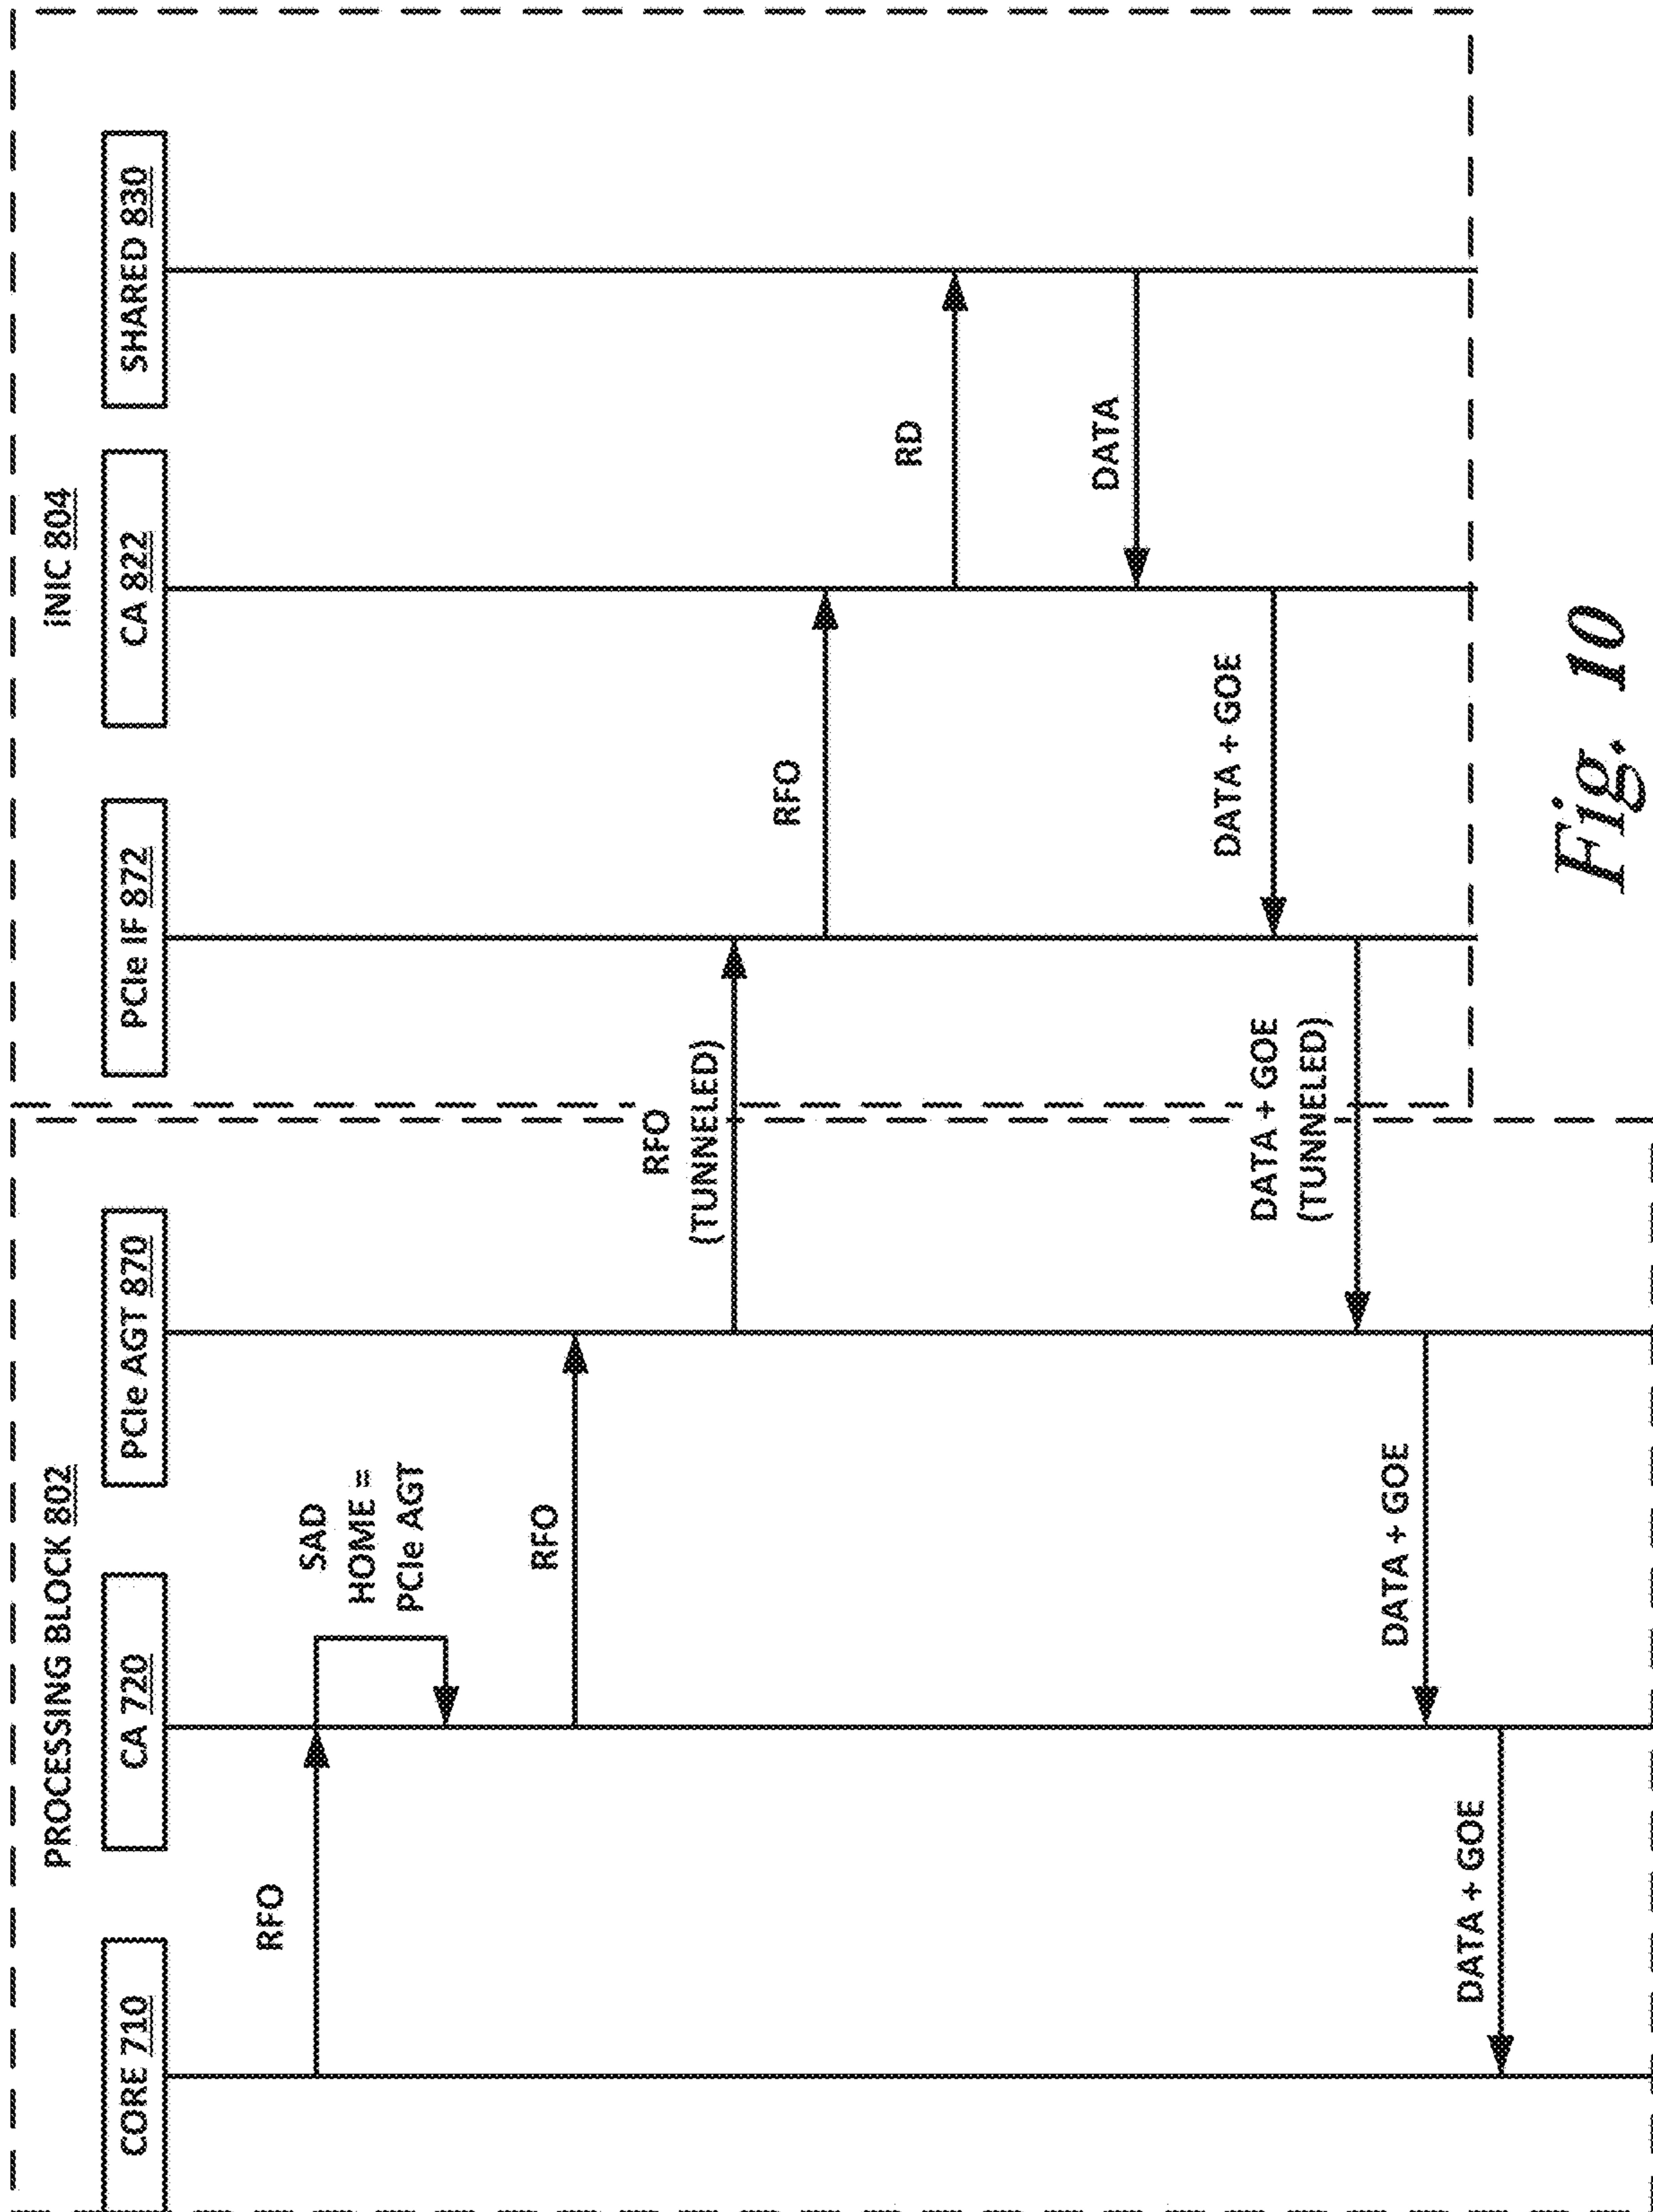 PROCESSING BLOCK 802
iNIC 804
CORE 710
CA 720
PCIe AGT 870
PCIe IF 872
CA 822
SHARED 830
RFO
SAD
HOME =
PCIe AGT
RFO
RFO
(TUNNELED)
RFO
RD
DATA
DATA + GOE
DATA + GOE
(TUNNELED)
DATA + GOE
DATA + GOE
Fig. 10